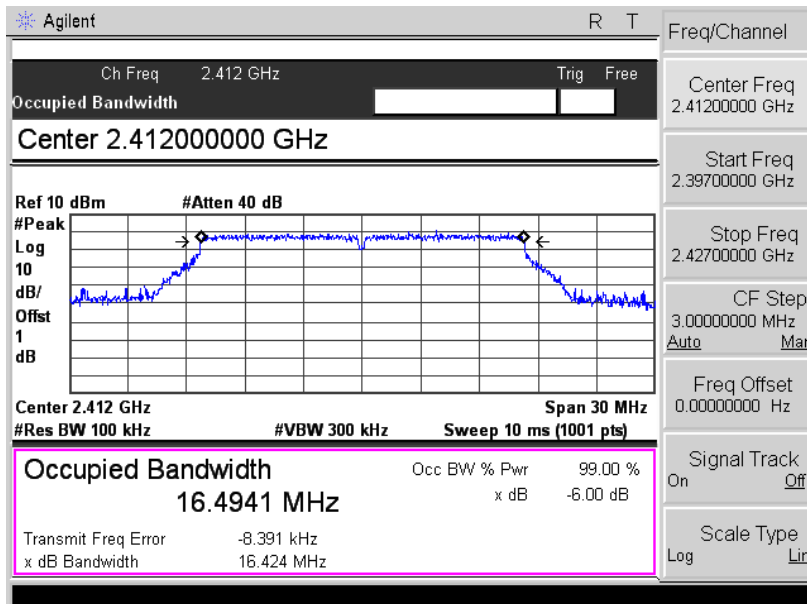 Agilent R T
Ch Freq 2.412 GHz Trig Free
Occupied Bandwidth
Center 2.412000000 GHz
Ref 10 dBm #Atten 40 dB
#Peak
Log
10
dB/
Offst
1
dB
Center 2.412 GHz Span 30 MHz
#Res BW 100 kHz #VBW 300 kHz Sweep 10 ms (1001 pts)
Occupied Bandwidth Occ BW % Pwr 99.00 %
16.4941 MHz x dB -6.00 dB
Transmit Freq Error -8.391 kHz
x dB Bandwidth 16.424 MHz
Freq/Channel
Center Freq
2.41200000 GHz
Start Freq
2.39700000 GHz
Stop Freq
2.42700000 GHz
CF Step
3.00000000 MHz
Auto Mar
Freq Offset
0.00000000 Hz
Signal Track
On Off
Scale Type
Log Lir